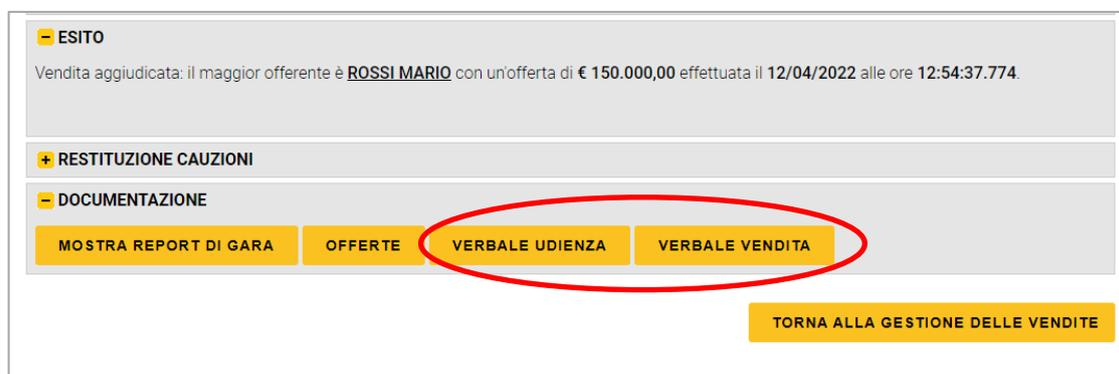 ESITO
Vendita aggiudicata: il maggior offerente è ROSSI MARIO con un'offerta di € 150.000,00 effettuata il 12/04/2022 alle ore 12:54:37.774.
RESTITUZIONE CAUZIONI
DOCUMENTAZIONE
MOSTRA REPORT DI GARA OFFERTE VERBALE UDIENZA VERBALE VENDITA
TORNA ALLA GESTIONE DELLE VENDITE